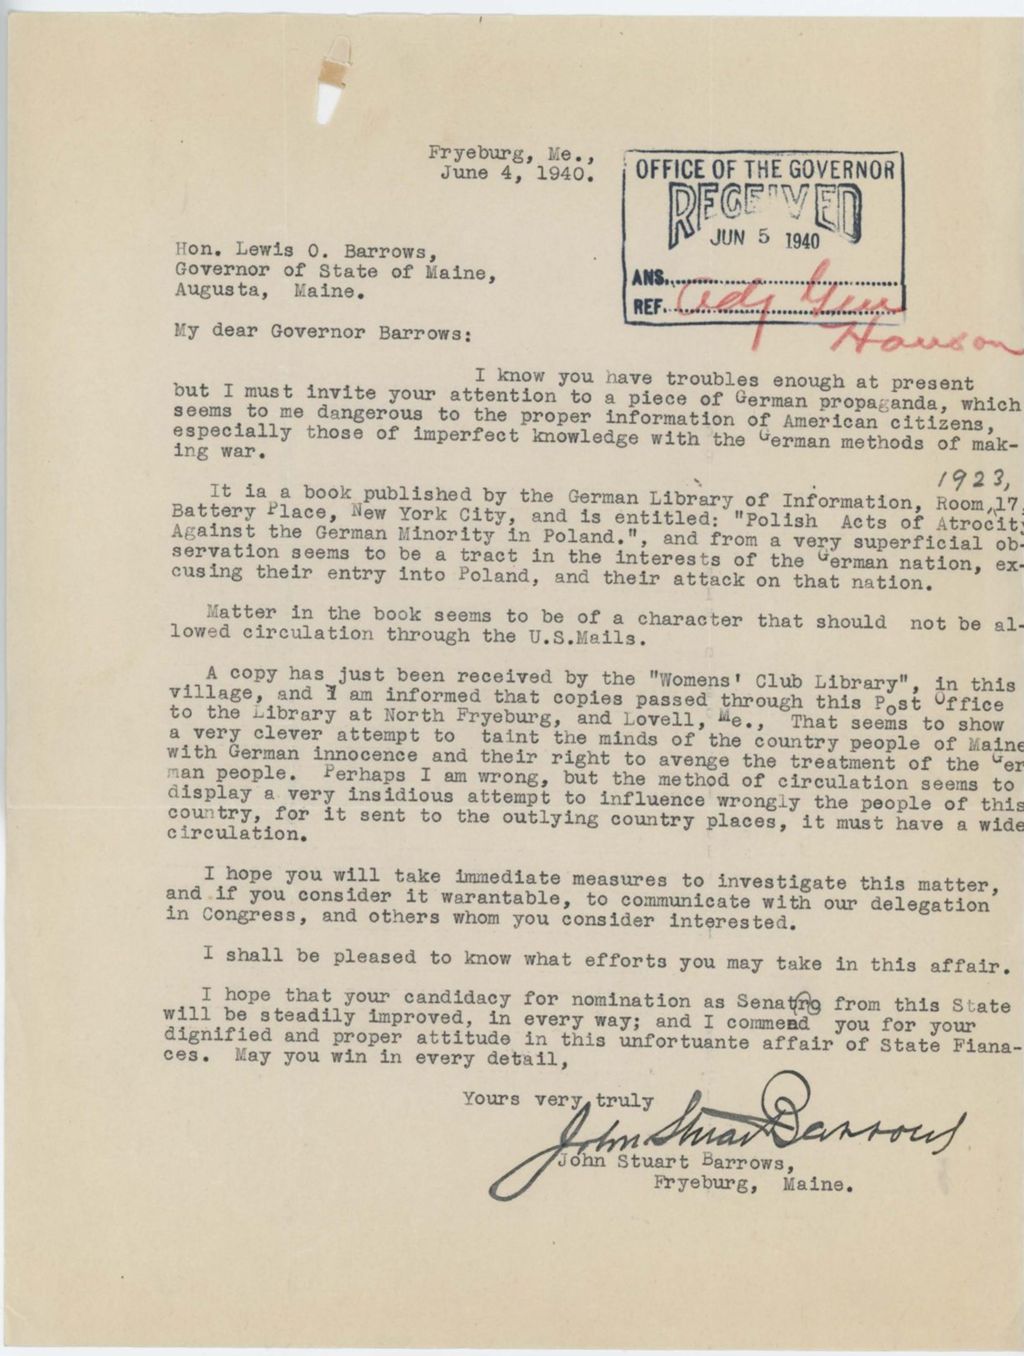 Fryeburg, Me.,
June 4, 1940.
OFFICE OF THE GOVERNOR
RECEIVED
JUN 5 1940
ANS.
REF. Adj Gen
Hanson
Hon. Lewis O. Barrows,
Governor of State of Maine,
Augusta, Maine.
My dear Governor Barrows:
I know you have troubles enough at present
but I must invite your attention to a piece of German propaganda, which
seems to me dangerous to the proper information of American citizens,
especially those of imperfect knowledge with the German methods of mak-
ing war.
1923,
It ia a book published by the German Library of Information, Room, 17,
Battery Place, New York City, and is entitled: "Polish Acts of Atrocity
Against the German Minority in Poland.", and from a very superficial ob-
servation seems to be a tract in the interests of the German nation, ex-
cusing their entry into Poland, and their attack on that nation.
Matter in the book seems to be of a character that should not be al-
lowed circulation through the U.S.Mails.
A copy has just been received by the "Womens' Club Library", in this
village, and I am informed that copies passed through this Post Office
to the Library at North Fryeburg, and Lovell, Me., That seems to show
a very clever attempt to taint the minds of the country people of Maine
with German innocence and their right to avenge the treatment of the Ger
man people. Perhaps I am wrong, but the method of circulation seems to
display a very insidious attempt to influence wrongly the people of this
country, for it sent to the outlying country places, it must have a wide
circulation.
I hope you will take immediate measures to investigate this matter,
and if you consider it warantable, to communicate with our delegation
in Congress, and others whom you consider interested.
I shall be pleased to know what efforts you may take in this affair.
I hope that your candidacy for nomination as Senatro from this State
will be steadily improved, in every way; and I commend you for your
dignified and proper attitude in this unfortuante affair of State Fiana-
ces. May you win in every detail,
Yours very truly
John Stuart Barrows
John Stuart Barrows,
Fryeburg, Maine.